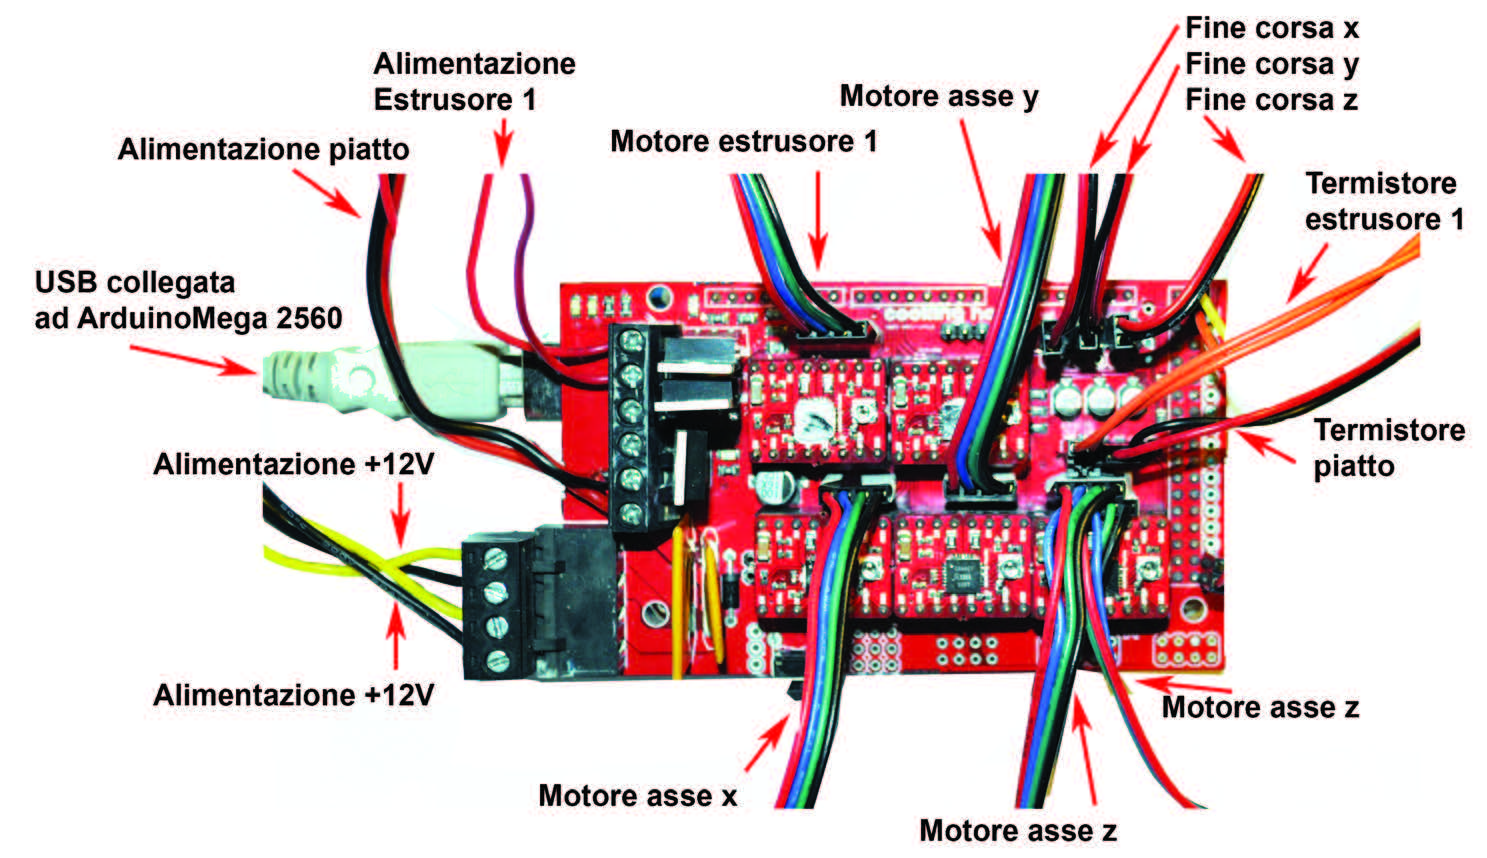 Fine corsa x
Fine corsa y
Fine corsa z
Alimentazione
Estrusore 1
Motore asse y
Motore estrusore 1
Alimentazione piatto
Termistore
estrusore 1
USB collegata
ad ArduinoMega 2560
cooking
Termistore
piatto
Alimentazione +12V
Alimentazione +12V
Motore asse z
Motore asse x
Motore asse z